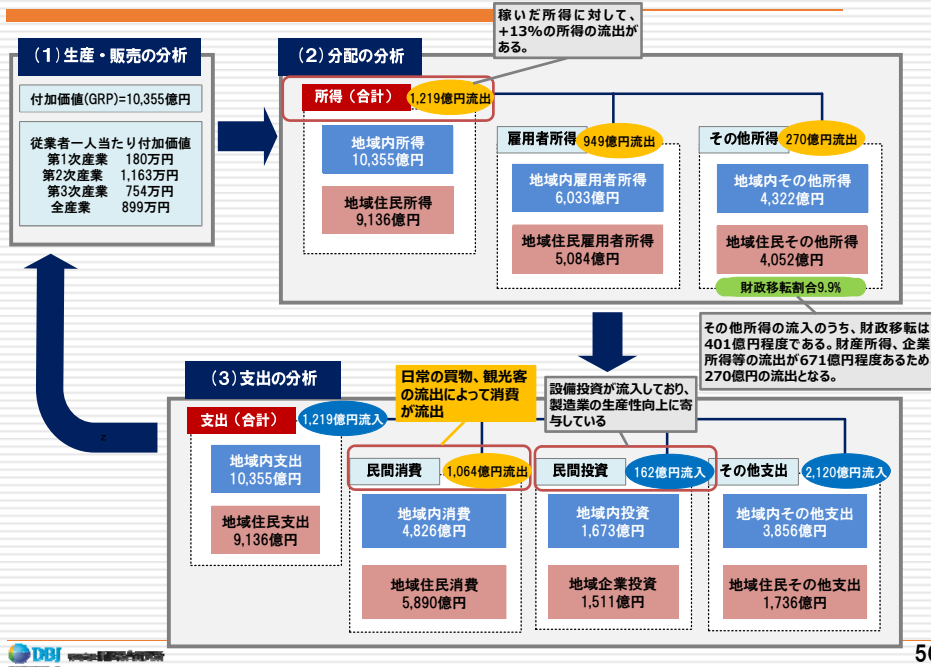 稼いだ所得に対して、
+13%の所得の流出が
ある。
(1)生産・販売の分析
付加価値(GRP)=10,355億円
従業者一人当たり付加価値
第1次産業 180万円
第2次産業 1,163万円
第3次産業 754万円
全産業 899万円
(2)分配の分析
所得(合計)
1,219億円流出
地域内所得
10,355億円
地域住民所得
9,136億円
雇用者所得
949億円流出
地域内雇用者所得
6,033億円
地域住民雇用者所得
5,084億円
その他所得
270億円流出
地域内その他所得
4,322億円
地域住民その他所得
4,052億円
財政移転割合9.9%
その他所得の流入のうち、財政移転は
401億円程度である。財産所得、企業
所得等の流出が671億円程度あるため
270億円の流出となる。
(3)支出の分析
日常の買物、観光客
の流出によって消費
が流出
設備投資が流入しており、
製造業の生産性向上に寄
与している
支出(合計)
1,219億円流入
地域内支出
10,355億円
地域住民支出
9,136億円
民間消費
1,064億円流出
地域内消費
4,826億円
地域住民消費
5,890億円
民間投資
162億円流入
地域内投資
1,673億円
地域企業投資
1,511億円
その他支出
2,120億円流入
地域内その他支出
3,856億円
地域住民その他支出
1,736億円
z
DBJ